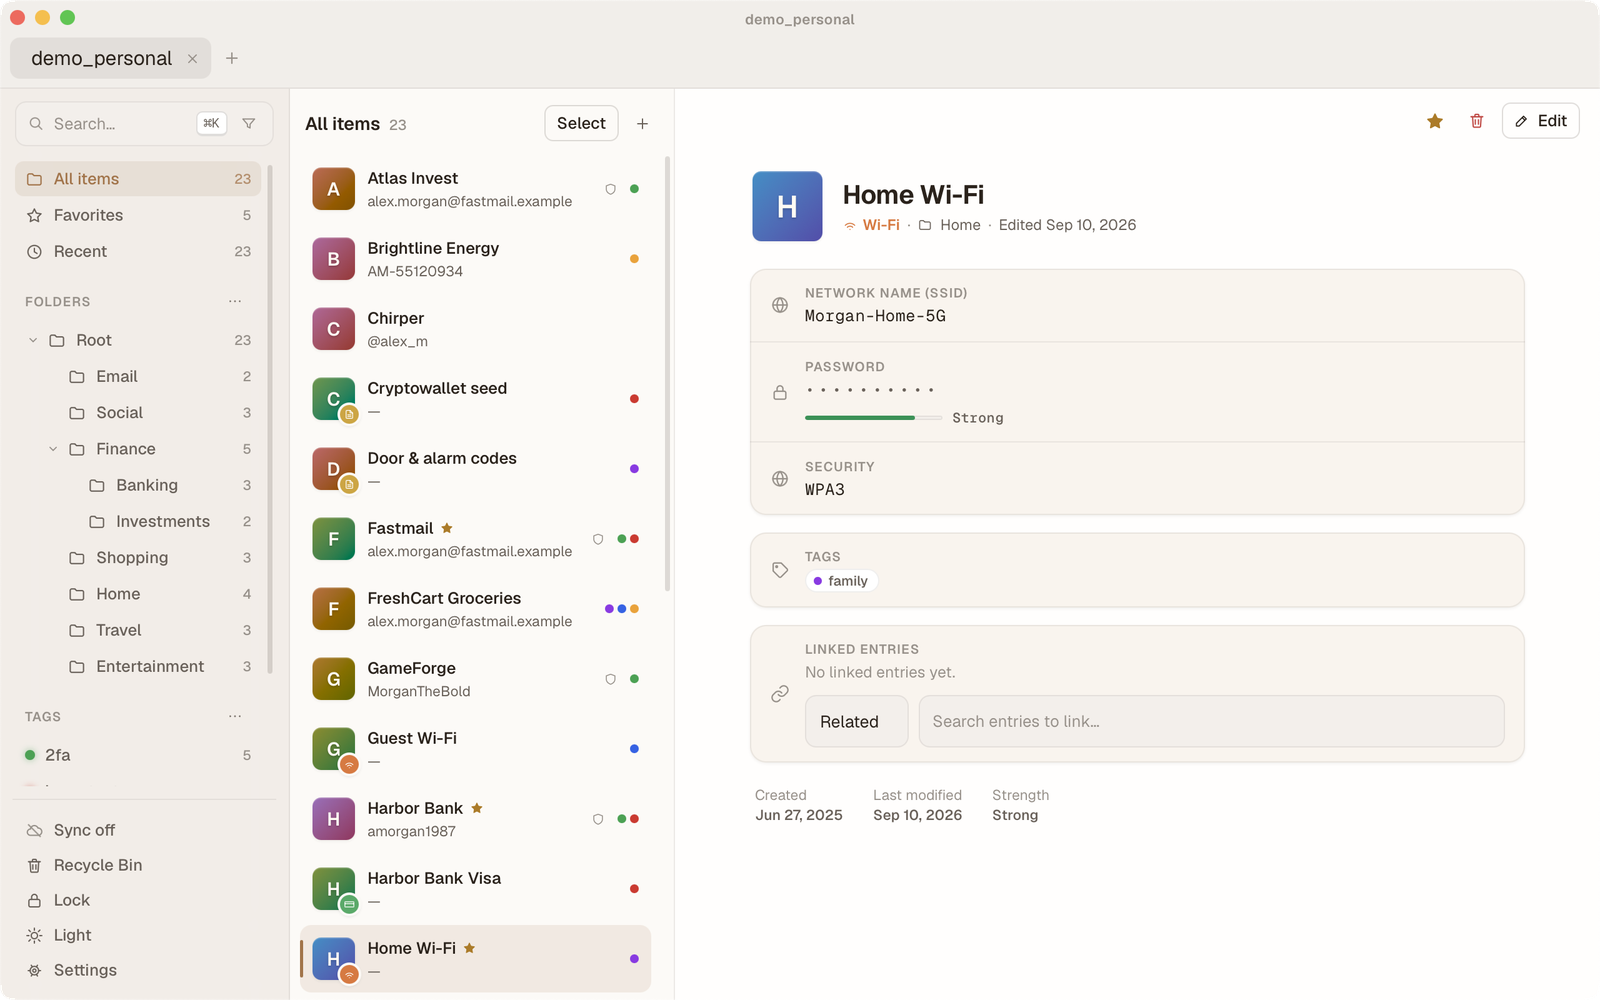 demo_personal
demo_personal
Search...
⌘K
All items 23
Favorites 5
Recent 23
FOLDERS
Root 23
Email 2
Social 3
Finance 5
Banking 3
Investments 2
Shopping 3
Home 4
Travel 3
Entertainment 3
TAGS
2fa 5
Sync off
Recycle Bin
Lock
Light
Settings
All items 23
Select
A
Atlas Invest
alex.morgan@fastmail.example
B
Brightline Energy
AM-55120934
C
Chirper
@alex_m
C
Cryptowallet seed
—
D
Door & alarm codes
—
F
Fastmail
alex.morgan@fastmail.example
F
FreshCart Groceries
alex.morgan@fastmail.example
G
GameForge
MorganTheBold
G
Guest Wi-Fi
—
H
Harbor Bank
amorgan1987
H
Harbor Bank Visa
—
H
Home Wi-Fi
—
Edit
H
Home Wi-Fi
Wi-Fi · Home · Edited Sep 10, 2026
NETWORK NAME (SSID)
Morgan-Home-5G
PASSWORD
••••••••••
Strong
SECURITY
WPA3
TAGS
family
LINKED ENTRIES
No linked entries yet.
Related
Search entries to link...
Created
Jun 27, 2025
Last modified
Sep 10, 2026
Strength
Strong